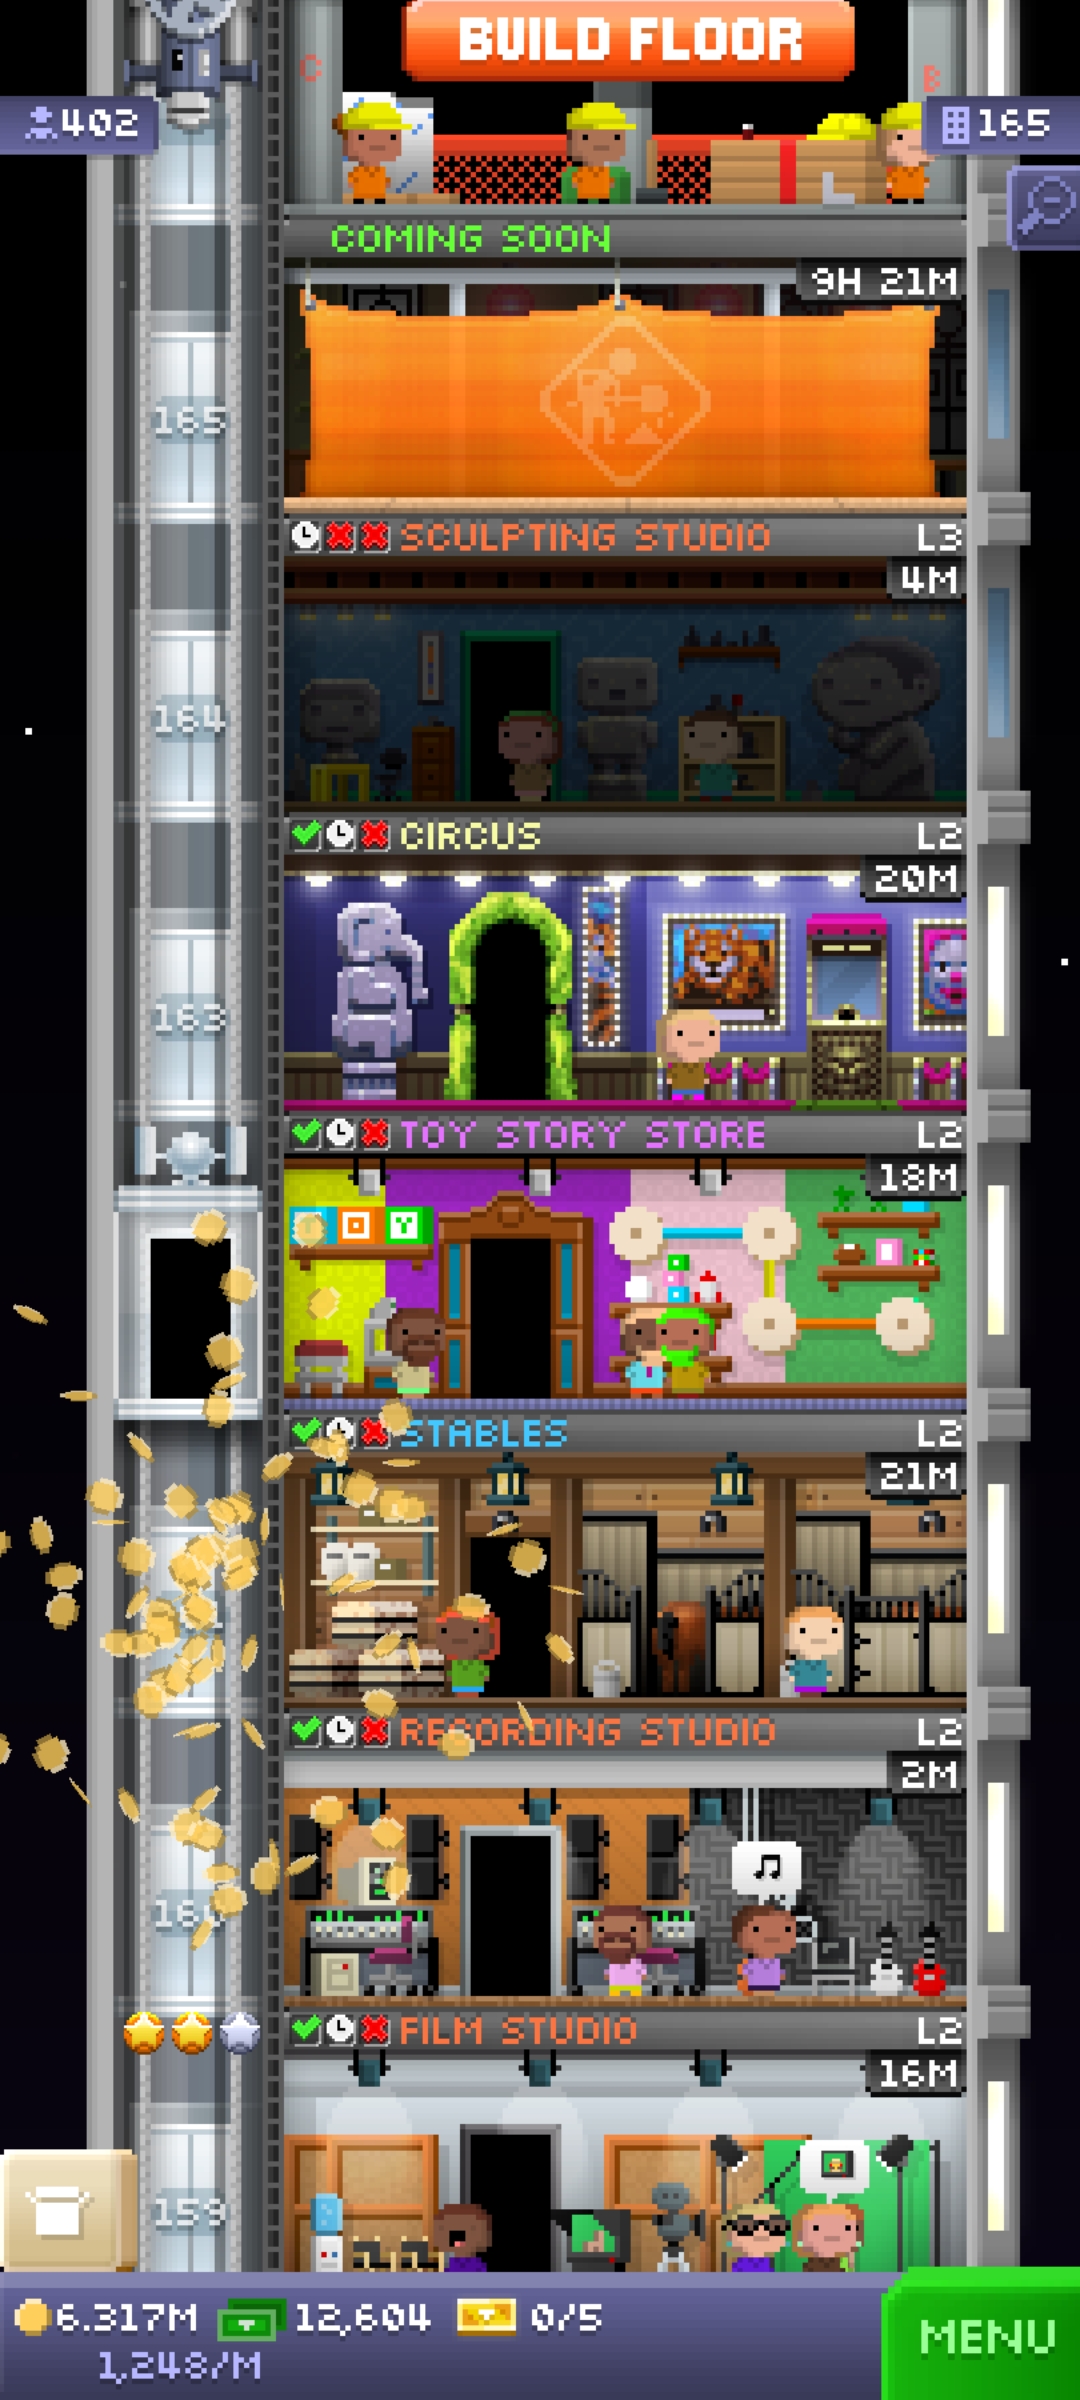 BUILD FLOOR
C
B
402
165
COMING SOON
9H 21M
165
SCULPTING STUDIO L3
4M
164
CIRCUS L2
20M
163
TOY STORY STORE L2
18M
STABLES L2
21M
RECORDING STUDIO L2
2M
FILM STUDIO L2
16M
159
6.317M 12,604 0/5
1,248/M
MENU